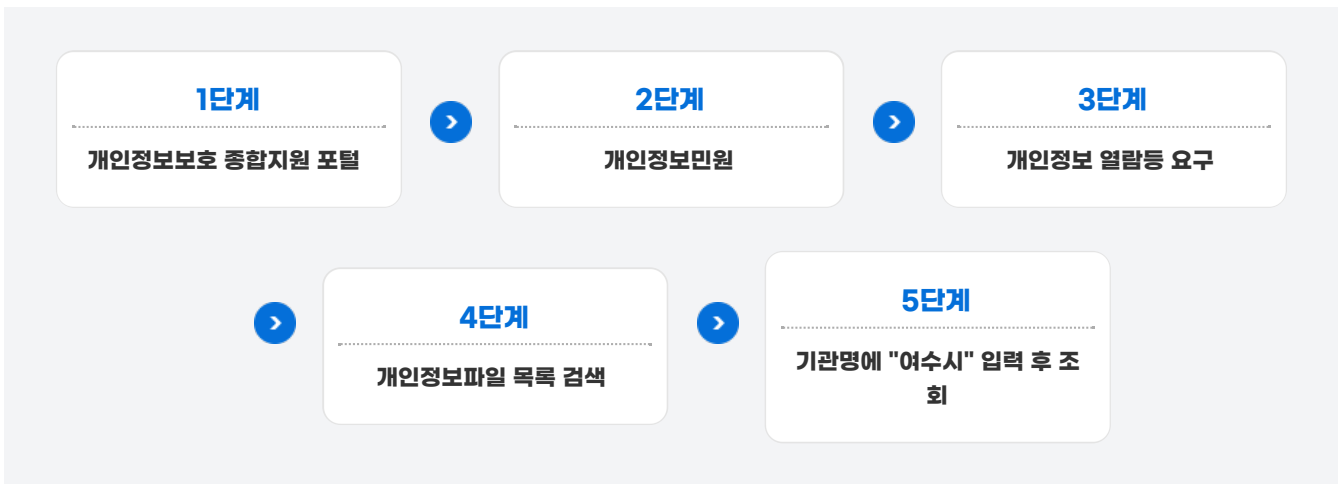 1단계
개인정보보호 종합지원 포털
2단계
개인정보민원
3단계
개인정보 열람등 요구
4단계
개인정보파일 목록 검색
5단계
기관명에 "여수시" 입력 후 조
회